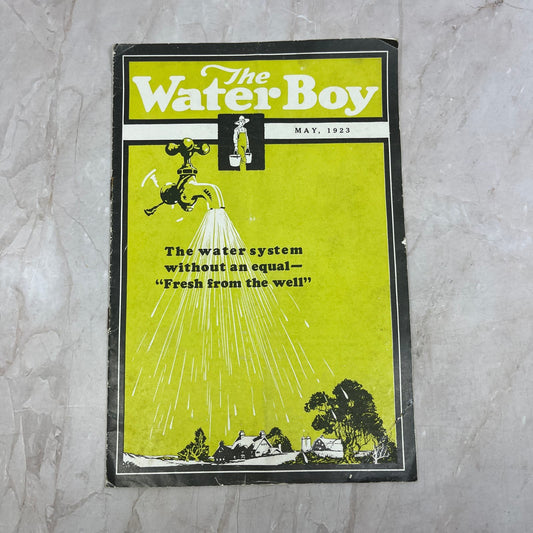 The
Water Boy
MAY, 1923
The water system
without an equal—
"Fresh from the well"